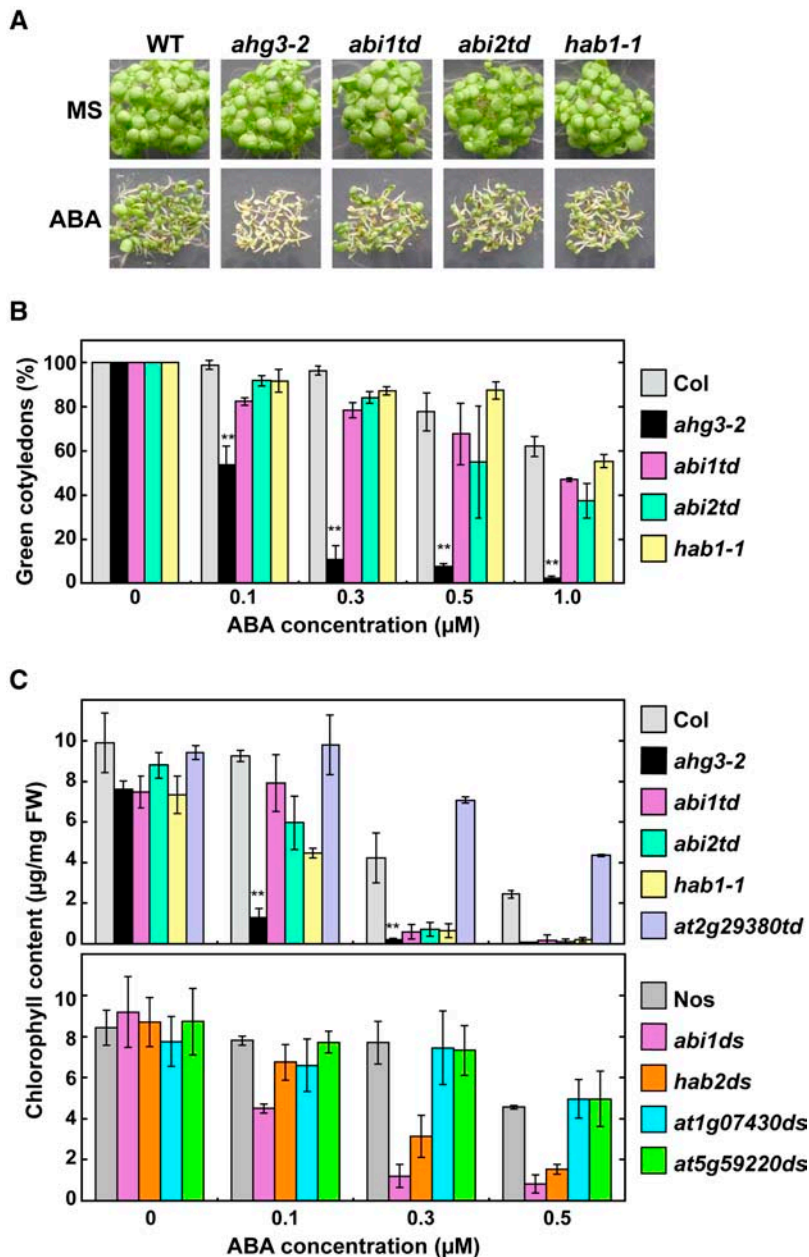 A
WT ahg3-2 abi1td abi2td hab1-1
MS
ABA
B
Green cotyledons (%)
100
80
60
40
20
0
** ** ** **
0 0.1 0.3 0.5 1.0
ABA concentration (µM)
Col
ahg3-2
abi1td
abi2td
hab1-1
C
Chlorophyll content (µg/mg FW)
10
8
6
4
2
0
** **
Col
ahg3-2
abi1td
abi2td
hab1-1
at2g29380td
8
6
4
2
0
0 0.1 0.3 0.5
ABA concentration (µM)
Nos
abi1ds
hab2ds
at1g07430ds
at5g59220ds